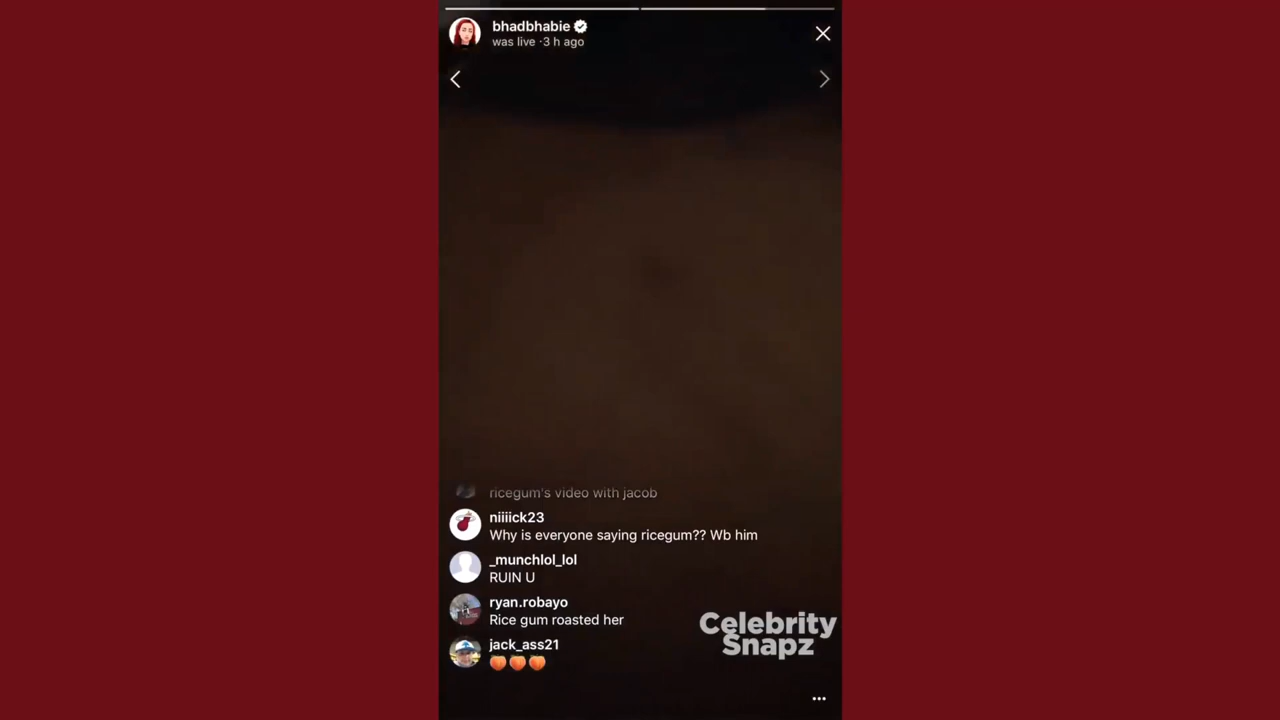 bhadbhabie
was live ·3 h ago
ricegum's video with jacob
niiiick23
Why is everyone saying ricegum?? Wb him
_munchlol_lol
RUIN U
ryan.robayo
Rice gum roasted her
jack_ass21
🍑🍑🍑
Celebrity
Snapz